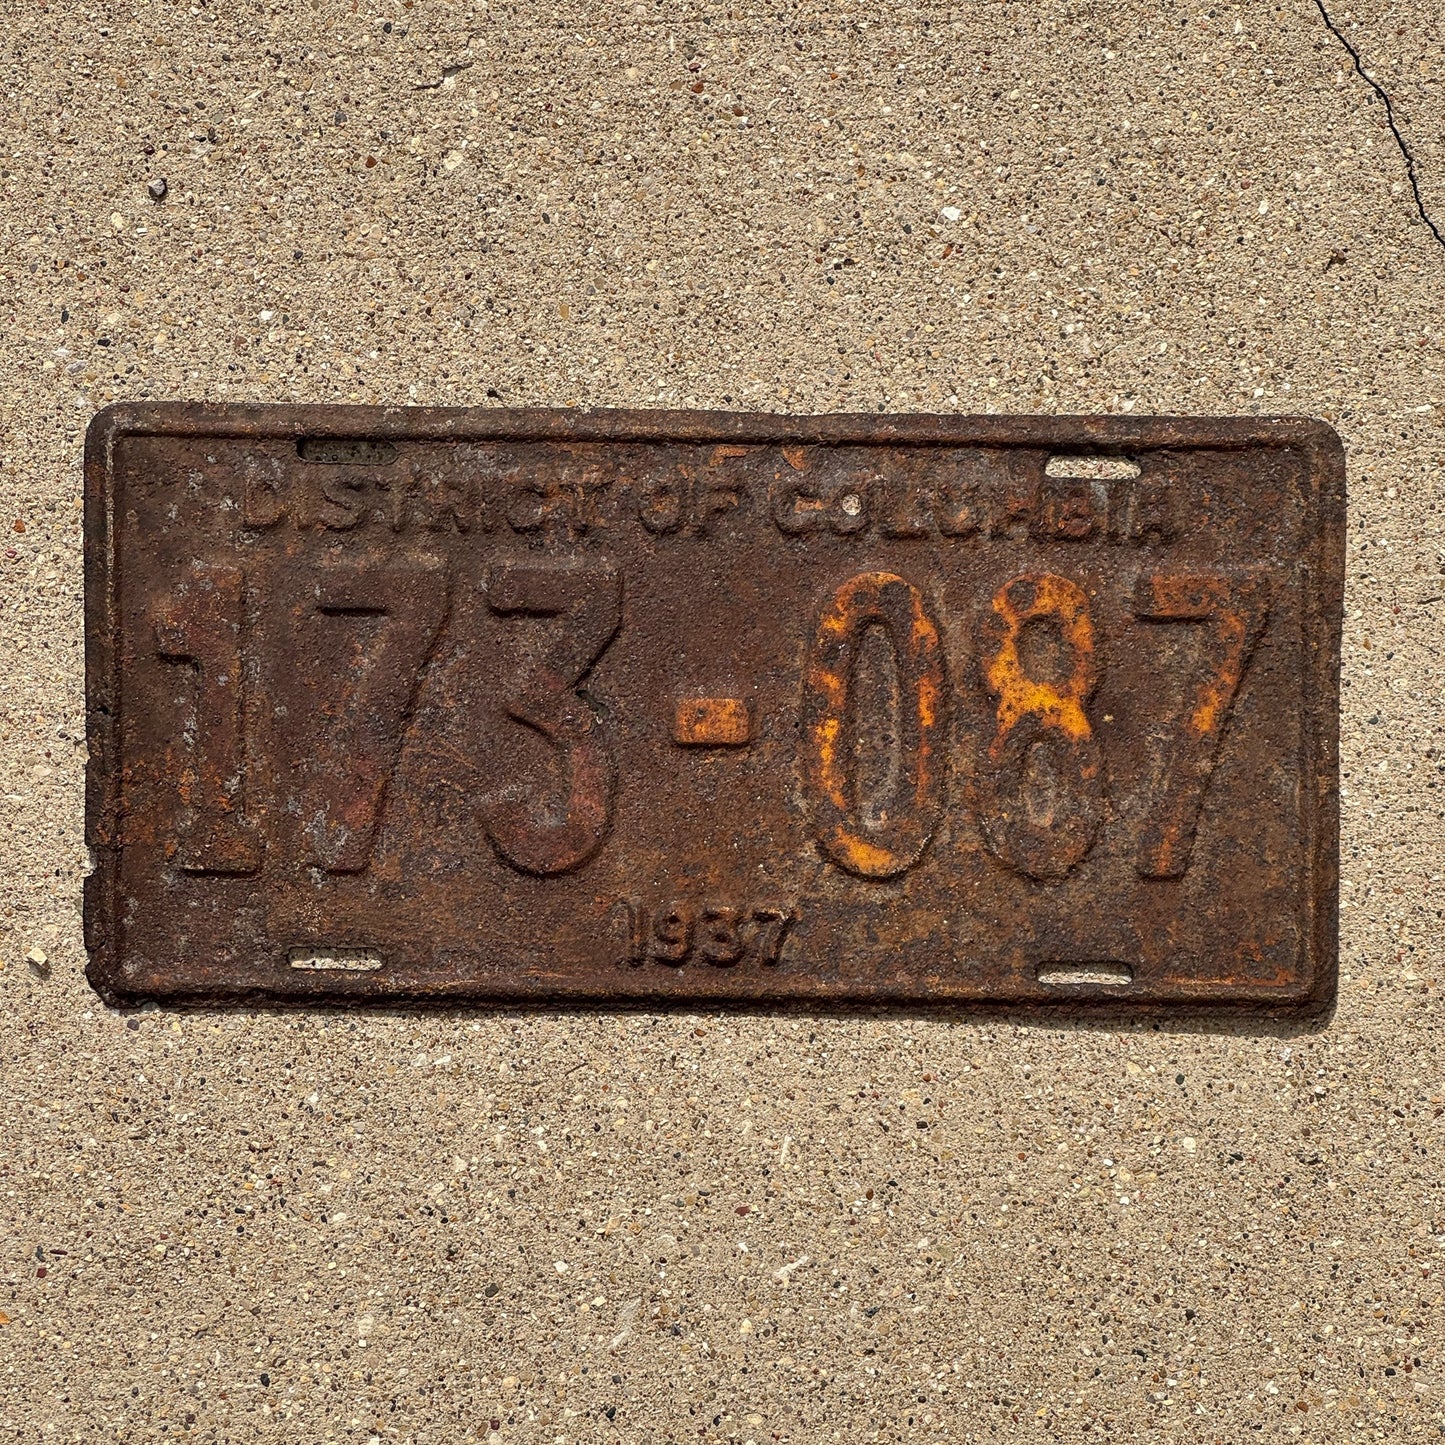 DISTRICT OF COLUMBIA
173-087
1937